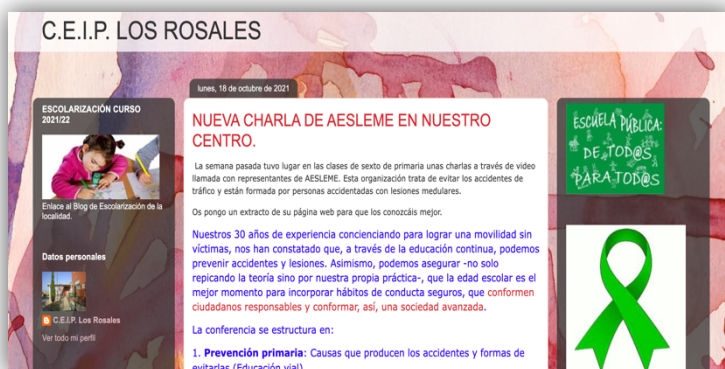 C.E.I.P. LOS ROSALES
lunes, 18 de octubre de 2021
ESCOLARIZACIÓN CURSO
2021/22
Enlace al Blog de Escolarización de la
localidad.
Datos personales
C.E.I.P. Los Rosales
Ver todo mi perfil
NUEVA CHARLA DE AESLEME EN NUESTRO
CENTRO.
La semana pasada tuvo lugar en las clases de sexto de primaria unas charlas a través de video
llamada con representantes de AESLEME. Esta organización trata de evitar los accidentes de
tráfico y están formada por personas accidentadas con lesiones medulares.
Os pongo un extracto de su página web para que los conozcáis mejor.
Nuestros 30 años de experiencia concienciando para lograr una movilidad sin
víctimas, nos han constatado que, a través de la educación continua, podemos
prevenir accidentes y lesiones. Asimismo, podemos asegurar -no solo
repicando la teoría sino por nuestra propia práctica-, que la edad escolar es el
mejor momento para incorporar hábitos de conducta seguros, que conformen
ciudadanos responsables y conformar, así, una sociedad avanzada.
La conferencia se estructura en:
1. Prevención primaria: Causas que producen los accidentes y formas de
evitarlas (Educación vial)
ESCUELA PÚBLICA:
DE TOD@S
PARA TOD@S